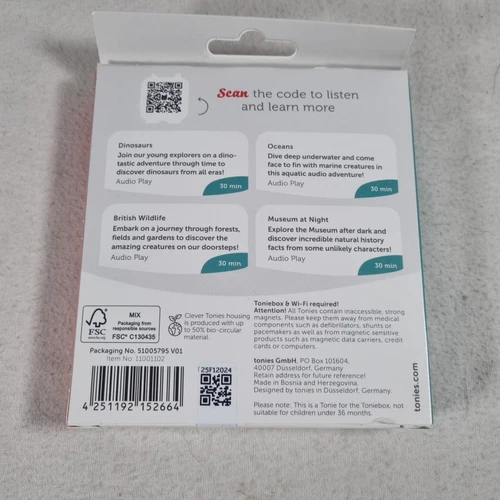 Scan the code to listen
and learn more
Dinosaurs
Join our young explorers on a dino-
tastic adventure through time to
discover dinosaurs from all eras!
Audio Play
30 min
Oceans
Dive deep underwater and come
face to fin with marine creatures in
this aquatic audio adventure!
Audio Play
30 min
British Wildlife
Embark on a journey through forests,
fields and gardens to discover the
amazing creatures on our doorsteps!
Audio Play
30 min
Museum at Night
Explore the Museum after dark and
discover incredible natural history
facts from some unlikely characters!
Audio Play
30 min
FSC
www.fsc.org
MIX
Packaging from
responsible sources
FSC® C130435
Clever Tonies housing
is produced with up
to 50% bio-circular
material.
Packaging No. 51005795 V01
Item No. 11001102
4 251192 152664
25F12024
Toniebox & Wi-Fi required!
Attention! All Tonies contain inaccessible, strong
magnets. Please keep them away from medical
components such as defibrillators, shunts or
pacemakers as well as from magnetic sensitive
products such as magnetic data carriers, credit
cards or computers.
tonies GmbH, PO Box 101604,
40007 Düsseldorf, Germany
Retain address for future reference!
Made in Bosnia and Herzegovina.
Designed by tonies in Düsseldorf, Germany.
Please note: This is a Tonie for the Toniebox, not
suitable for children under 36 months.
tonies.com